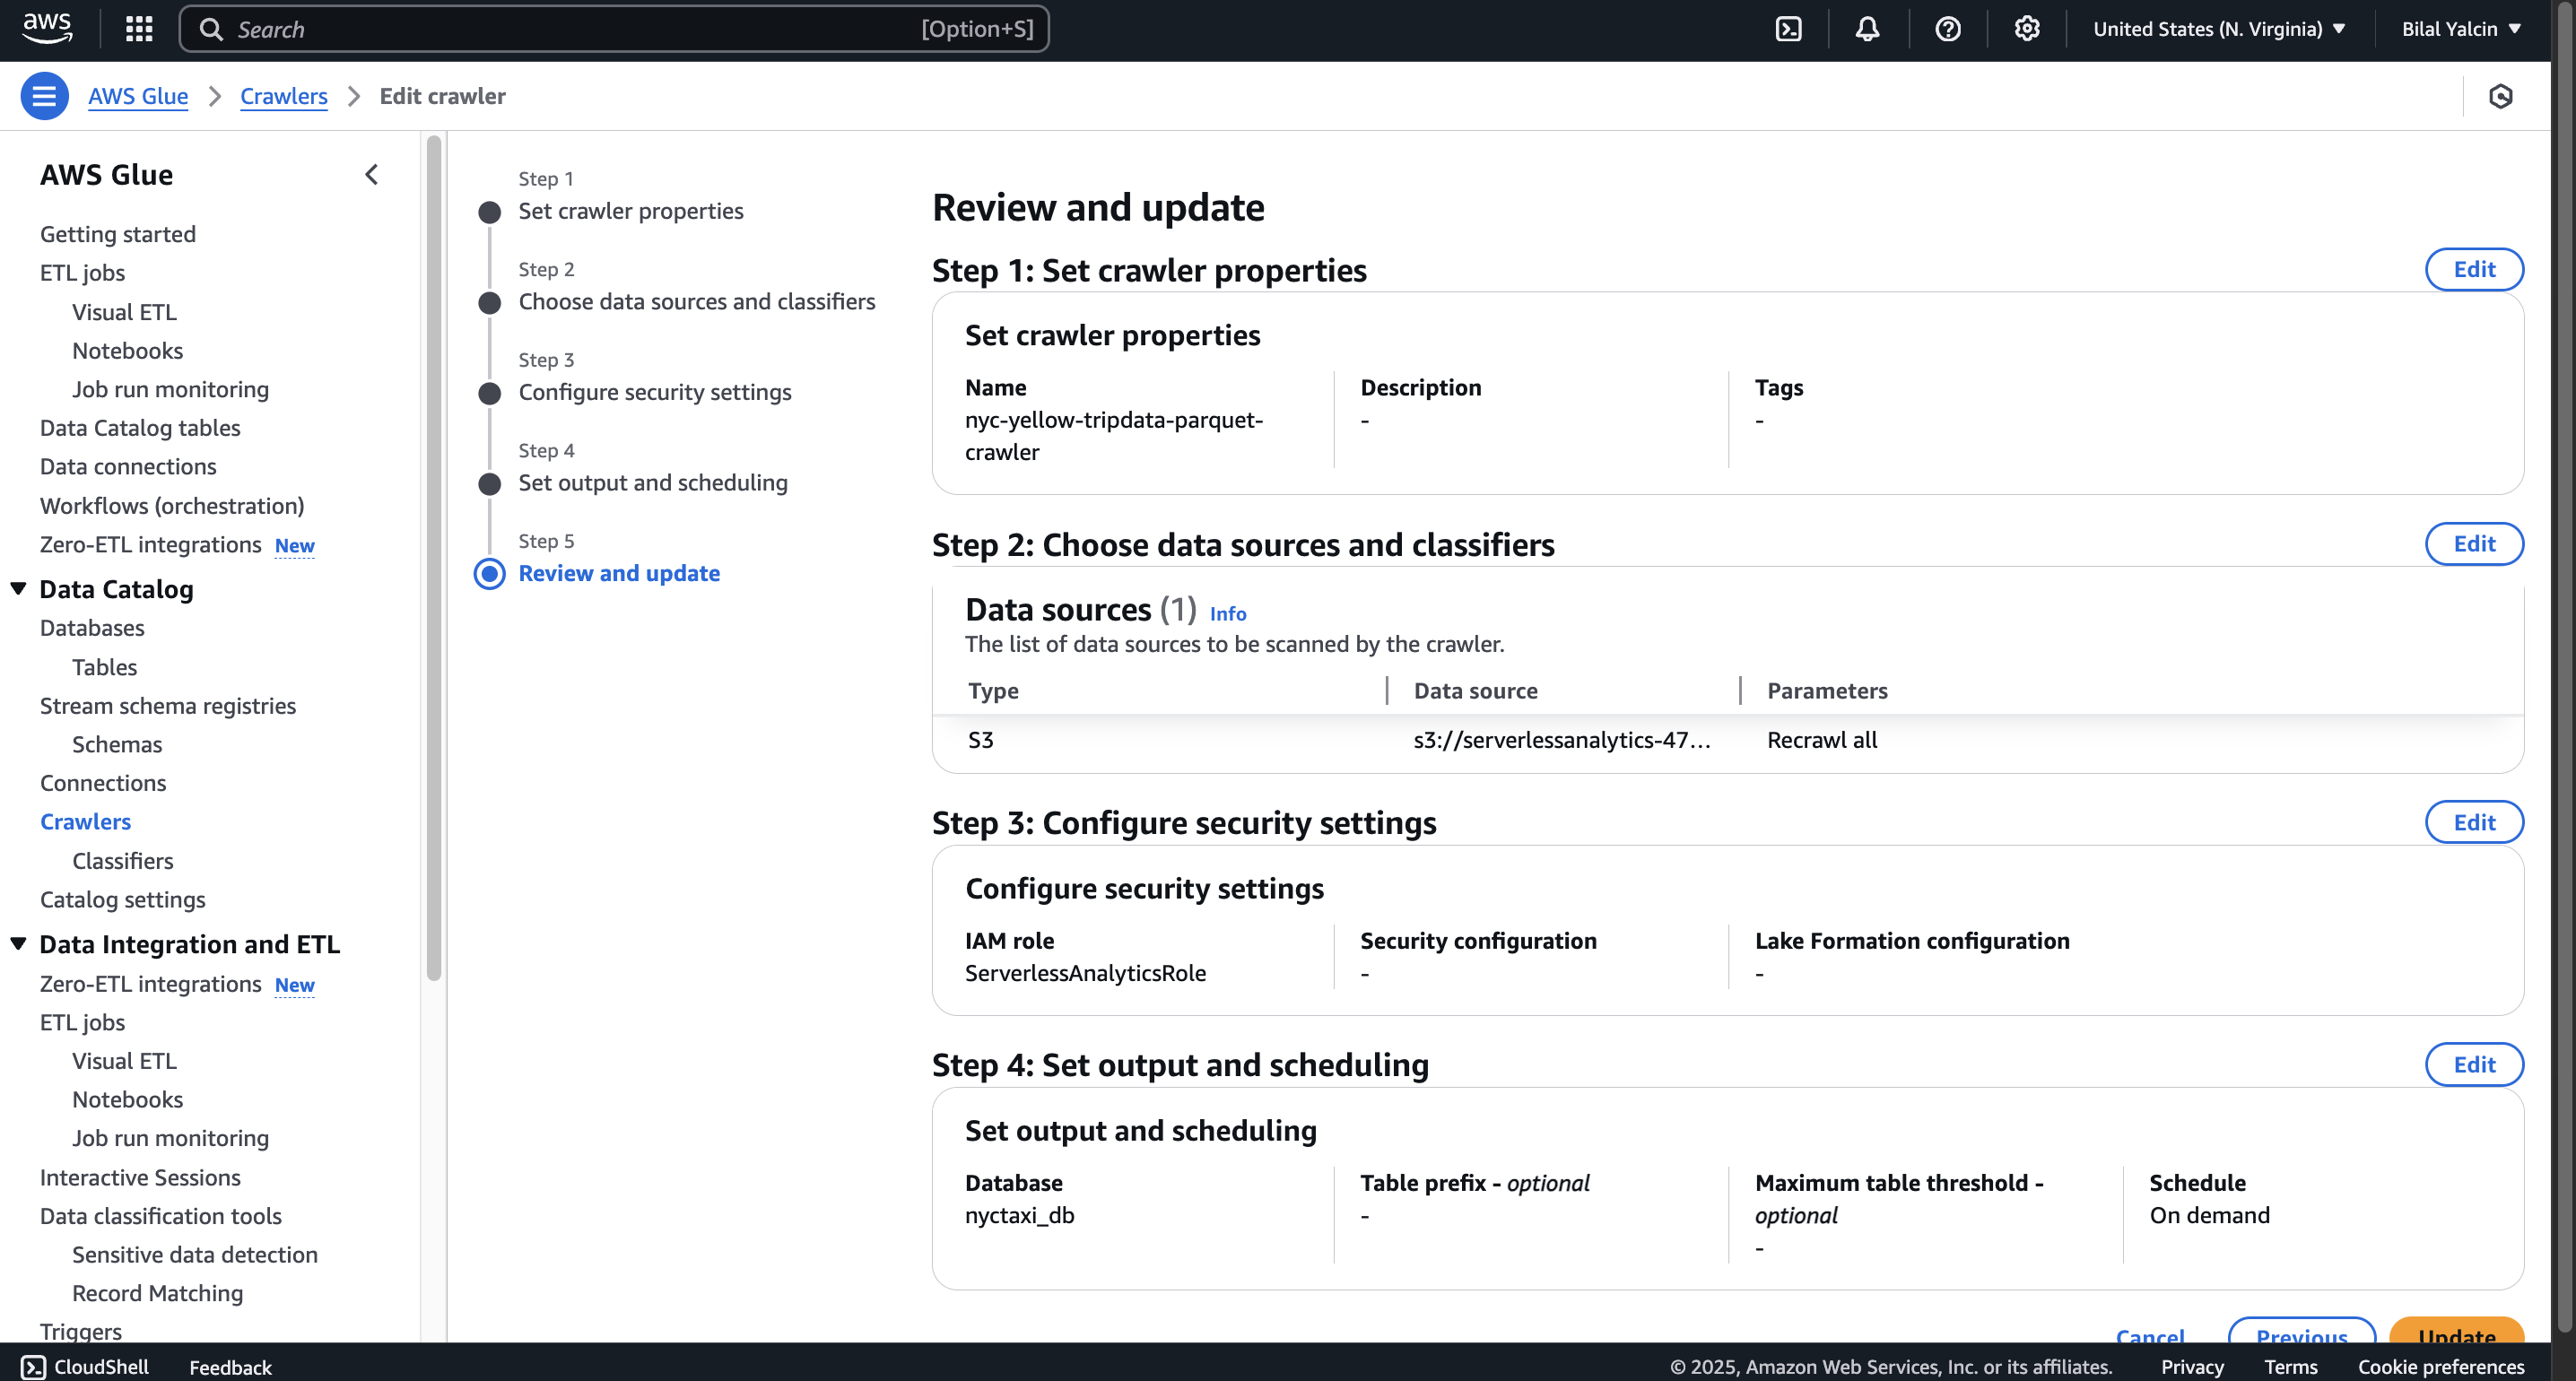 aws
Search
[Option+S]
United States (N. Virginia)
Bilal Yalcin
AWS Glue
Crawlers
Edit crawler
AWS Glue
Getting started
ETL jobs
Visual ETL
Notebooks
Job run monitoring
Data Catalog tables
Data connections
Workflows (orchestration)
Zero-ETL integrations New
Data Catalog
Databases
Tables
Stream schema registries
Schemas
Connections
Crawlers
Classifiers
Catalog settings
Data Integration and ETL
Zero-ETL integrations New
ETL jobs
Visual ETL
Notebooks
Job run monitoring
Interactive Sessions
Data classification tools
Sensitive data detection
Record Matching
Triggers
Step 1
Set crawler properties
Step 2
Choose data sources and classifiers
Step 3
Configure security settings
Step 4
Set output and scheduling
Step 5
Review and update
Review and update
Step 1: Set crawler properties
Edit
Set crawler properties
Name
nyc-yellow-tripdata-parquet-
crawler
Description
-
Tags
-
Step 2: Choose data sources and classifiers
Edit
Data sources (1) Info
The list of data sources to be scanned by the crawler.
Type
Data source
Parameters
S3
s3://serverlessanalytics-47...
Recrawl all
Step 3: Configure security settings
Edit
Configure security settings
IAM role
ServerlessAnalyticsRole
Security configuration
-
Lake Formation configuration
-
Step 4: Set output and scheduling
Edit
Set output and scheduling
Database
nyctaxi_db
Table prefix - optional
-
Maximum table threshold -
optional
-
Schedule
On demand
Cancel
Previous
Update
CloudShell
Feedback
© 2025, Amazon Web Services, Inc. or its affiliates.
Privacy
Terms
Cookie preferences